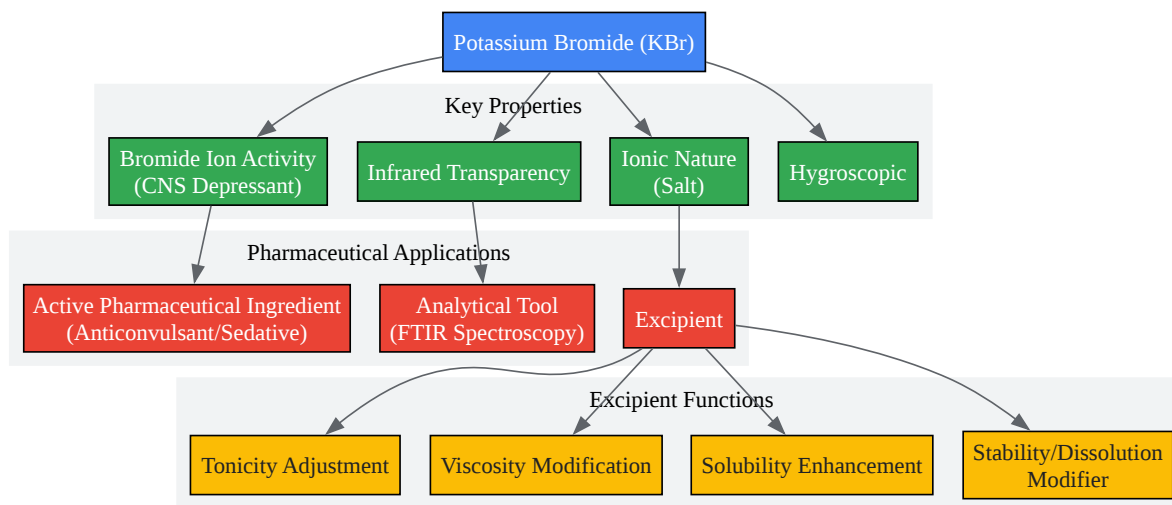 Potassium Bromide (KBr)
Key Properties
Bromide Ion Activity
(CNS Depressant)
Infrared Transparency
Ionic Nature
(Salt)
Hygroscopic
Pharmaceutical Applications
Active Pharmaceutical Ingredient
(Anticonvulsant/Sedative)
Analytical Tool
(FTIR Spectroscopy)
Excipient
Excipient Functions
Tonicity Adjustment
Viscosity Modification
Solubility Enhancement
Stability/Dissolution
Modifier